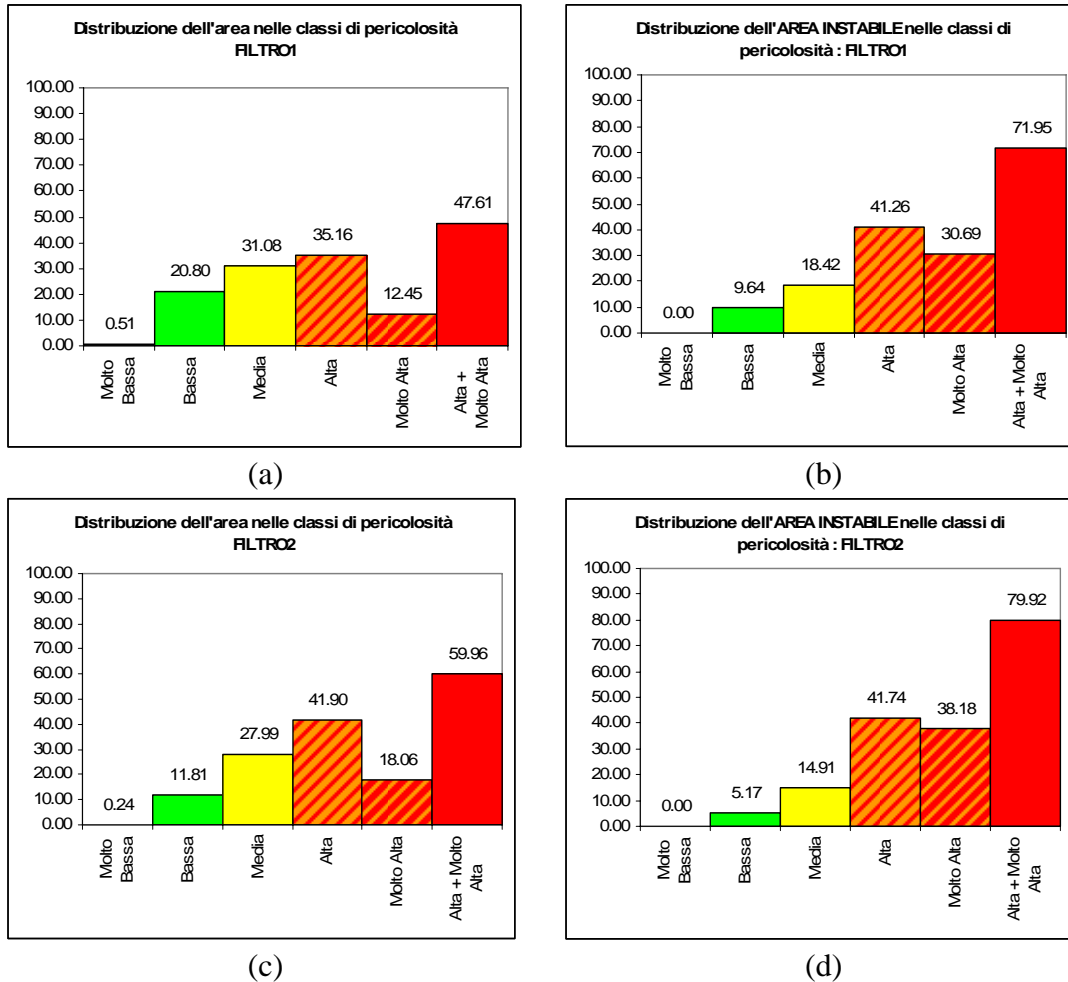 Distribuzione dell'area nelle classi di pericolosità
FILTRO1
100.00
90.00
80.00
70.00
60.00
50.00
40.00
30.00
20.00
10.00
0.00
0.51
20.80
31.08
35.16
12.45
47.61
Molto
Bassa
Bassa
Media
Alta
Molto Alta
Alta +
Molto Alta
(a)
Distribuzione dell'AREA INSTABILE nelle classi di
pericolosità : FILTRO1
100.00
90.00
80.00
70.00
60.00
50.00
40.00
30.00
20.00
10.00
0.00
0.00
9.64
18.42
41.26
30.69
71.95
Molto
Bassa
Bassa
Media
Alta
Molto Alta
Alta + Molto
Alta
(b)
Distribuzione dell'area nelle classi di pericolosità
FILTRO2
100.00
90.00
80.00
70.00
60.00
50.00
40.00
30.00
20.00
10.00
0.00
0.24
11.81
27.99
41.90
18.06
59.96
Molto
Bassa
Bassa
Media
Alta
Molto Alta
Alta + Molto
Alta
(c)
Distribuzione dell'AREA INSTABILE nelle classi di
pericolosità : FILTRO2
100.00
90.00
80.00
70.00
60.00
50.00
40.00
30.00
20.00
10.00
0.00
0.00
5.17
14.91
41.74
38.18
79.92
Molto
Bassa
Bassa
Media
Alta
Molto Alta
Alta + Molto
Alta
(d)